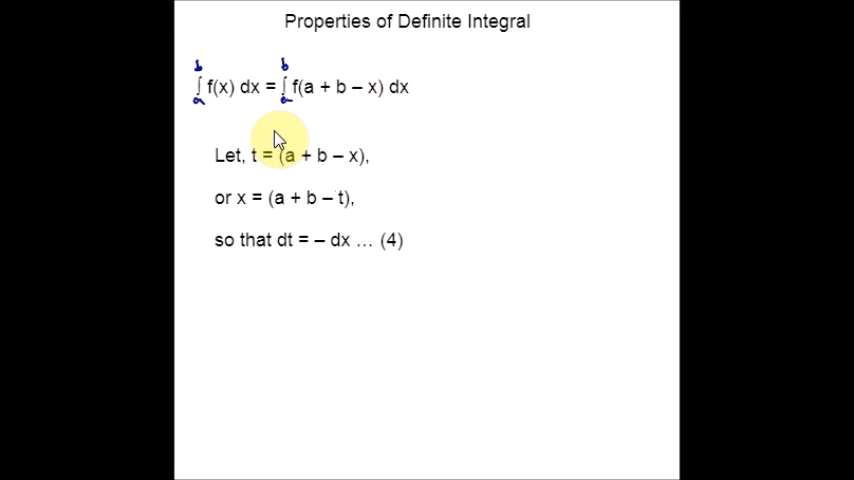 Properties of Definite Integral
b b
∫ f(x) dx = ∫ f(a + b – x) dx
a a
Let, t = (a + b – x),
or x = (a + b – t),
so that dt = – dx ... (4)